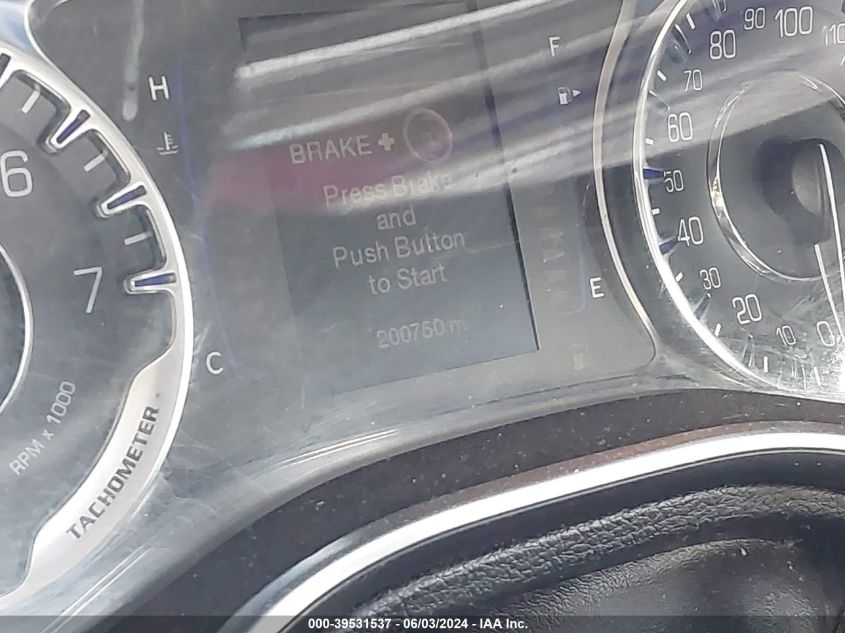 H
F
BRAKE +
Press Brake
and
Push Button
to Start
200750 mi
C
E
6
7
RPM x 1000
TACHOMETER
0
10
20
30
40
50
60
70
80
90
100
110
000-39531537 - 06/03/2024 - IAA Inc.